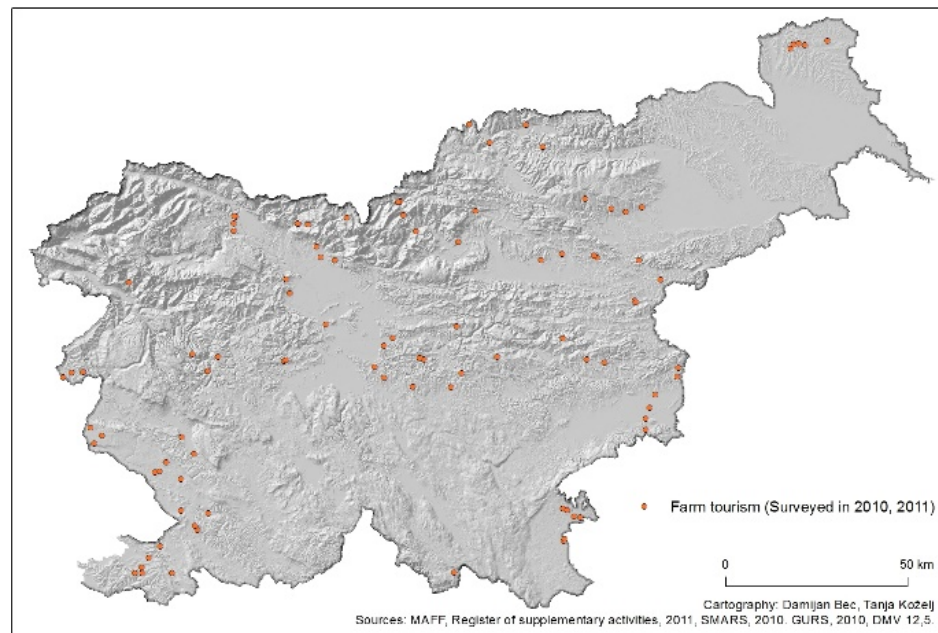 Farm tourism (Surveyed in 2010, 2011)
0 50 km
Cartography: Damijan Bec, Tanja Koželj
Sources: MAFF, Register of supplementary activities, 2011, SMARS, 2010. GURS, 2010, DMV 12,5.